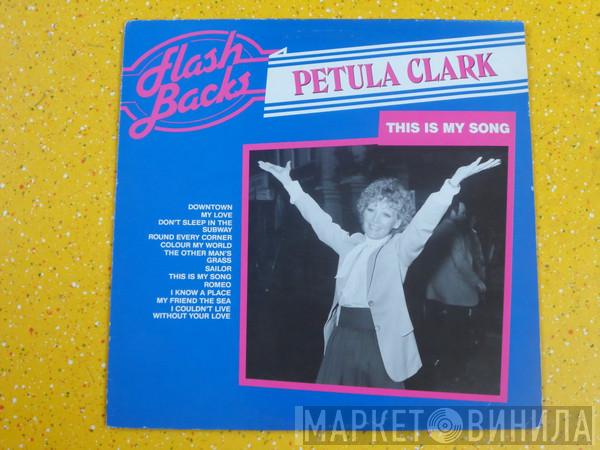 Flash
Backs
PETULA CLARK
THIS IS MY SONG
DOWNTOWN
MY LOVE
DON'T SLEEP IN THE
SUBWAY
ROUND EVERY CORNER
COLOUR MY WORLD
THE OTHER MAN'S
GRASS
SAILOR
THIS IS MY SONG
ROMEO
I KNOW A PLACE
MY FRIEND THE SEA
I COULDN'T LIVE
WITHOUT YOUR LOVE
МАРКЕТ ВИНИЛА